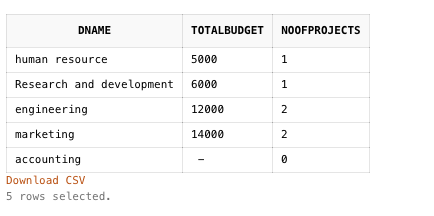 DNAME TOTALBUDGET NOOFPROJECTS
human resource 5000 1
Research and development 6000 1
engineering 12000 2
marketing 14000 2
accounting – 0
Download CSV
5 rows selected.